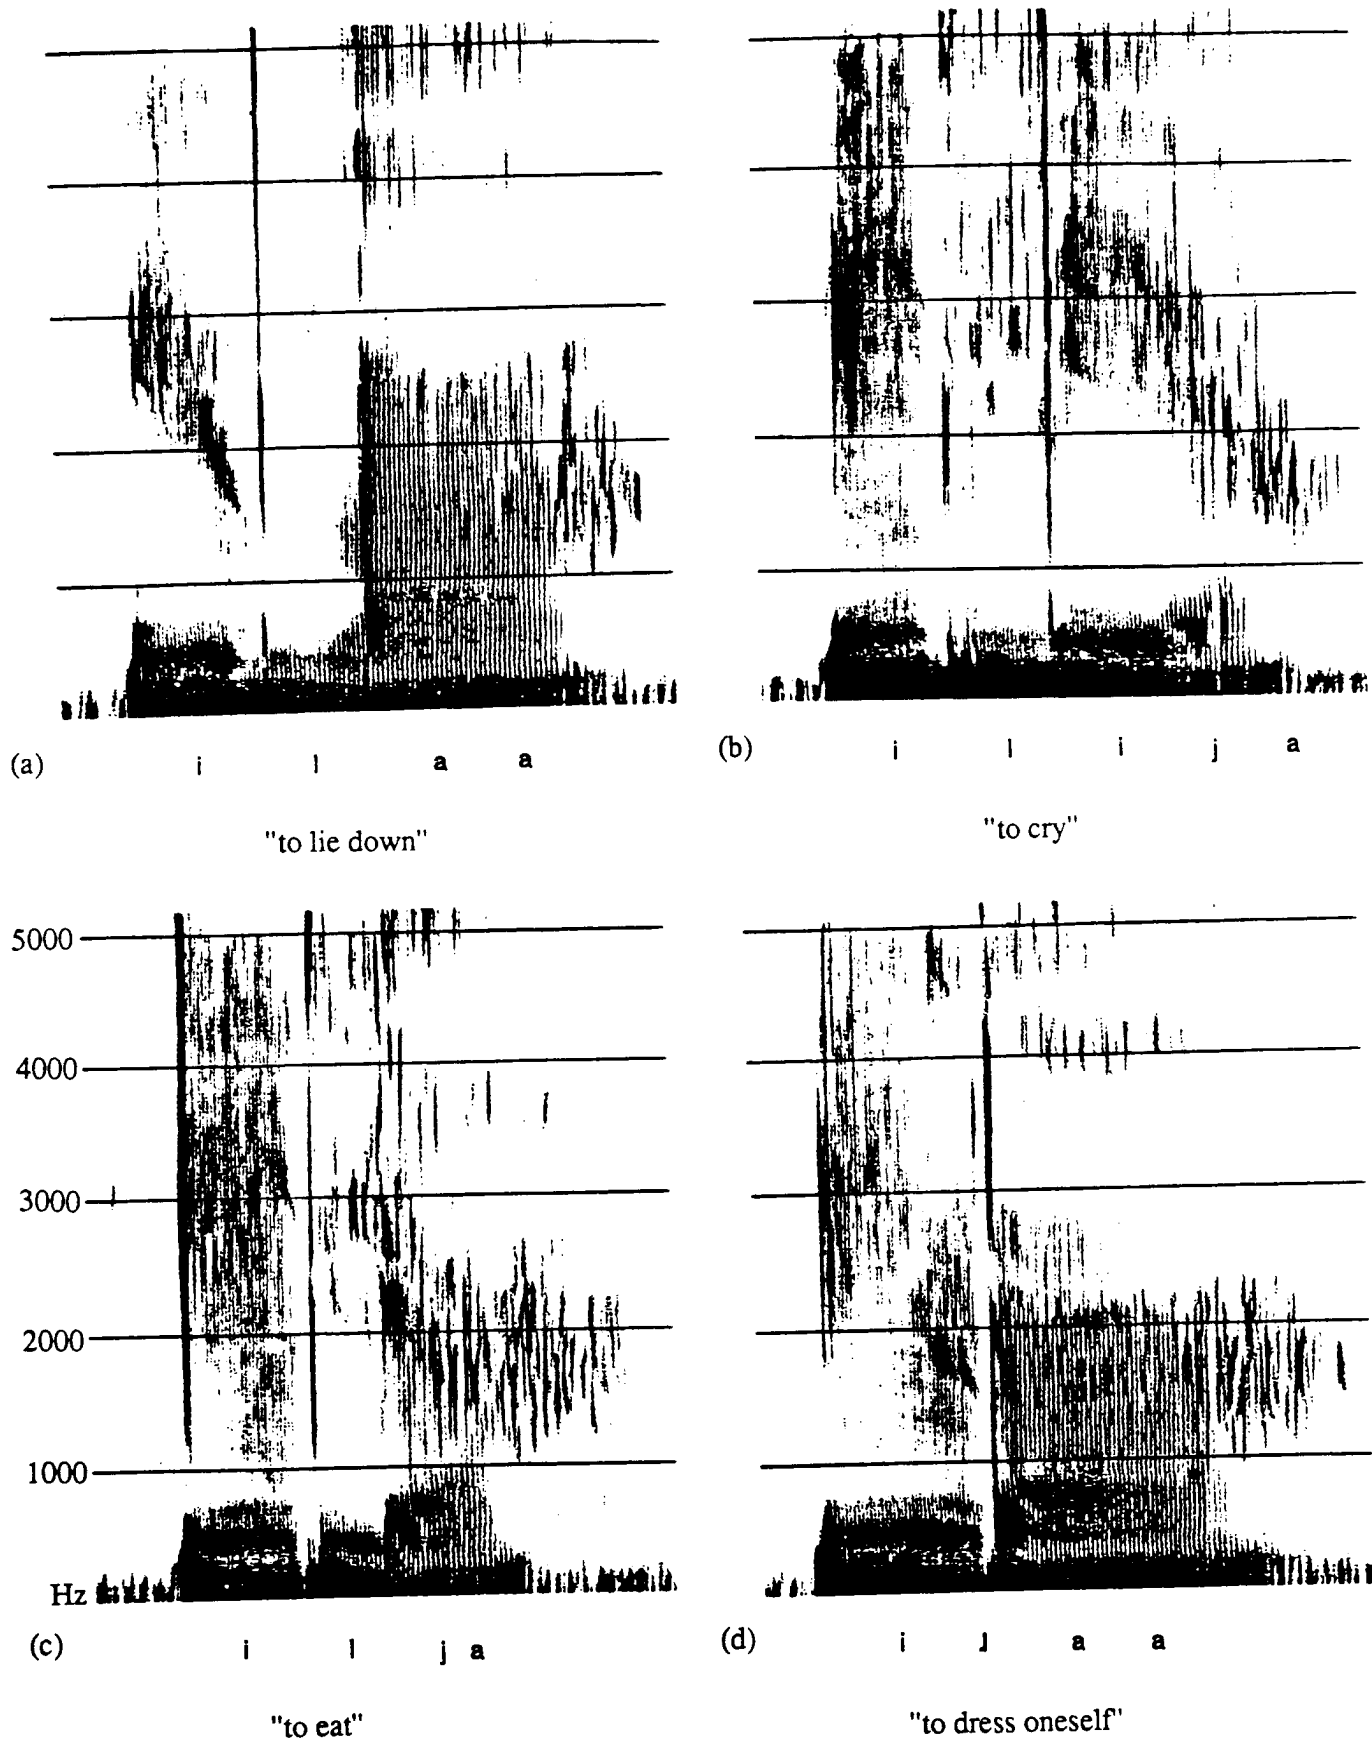 (a) i l a a
"to lie down"
(b) i l i j a
"to cry"
5000
4000
3000
2000
1000
Hz
(c) i l j a
"to eat"
(d) i ɺ a a
"to dress oneself"